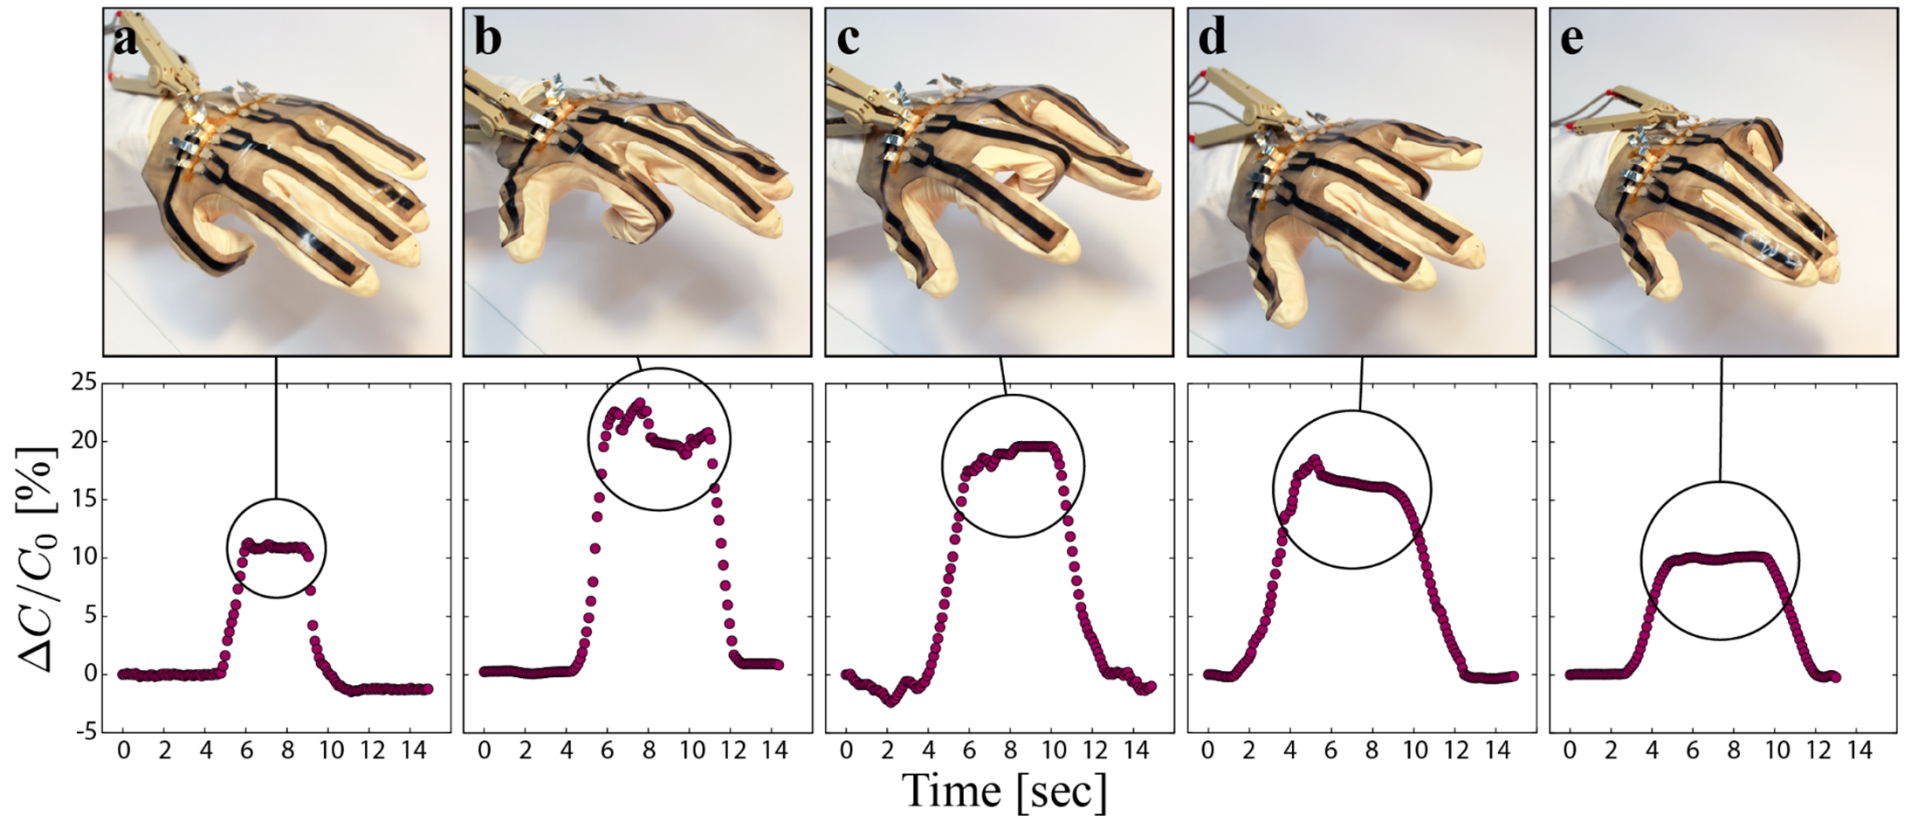 a b c d e
ΔC/C₀ [%]
25
20
15
10
5
0
-5
0 2 4 6 8 10 12 14 0 2 4 6 8 10 12 14 0 2 4 6 8 10 12 14 0 2 4 6 8 10 12 14 0 2 4 6 8 10 12 14
Time [sec]